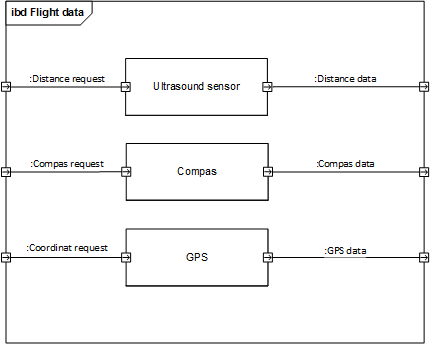 ibd Flight data
:Distance request
Ultrasound sensor
:Distance data
:Compas request
Compas
:Compas data
:Coordinat request
GPS
:GPS data